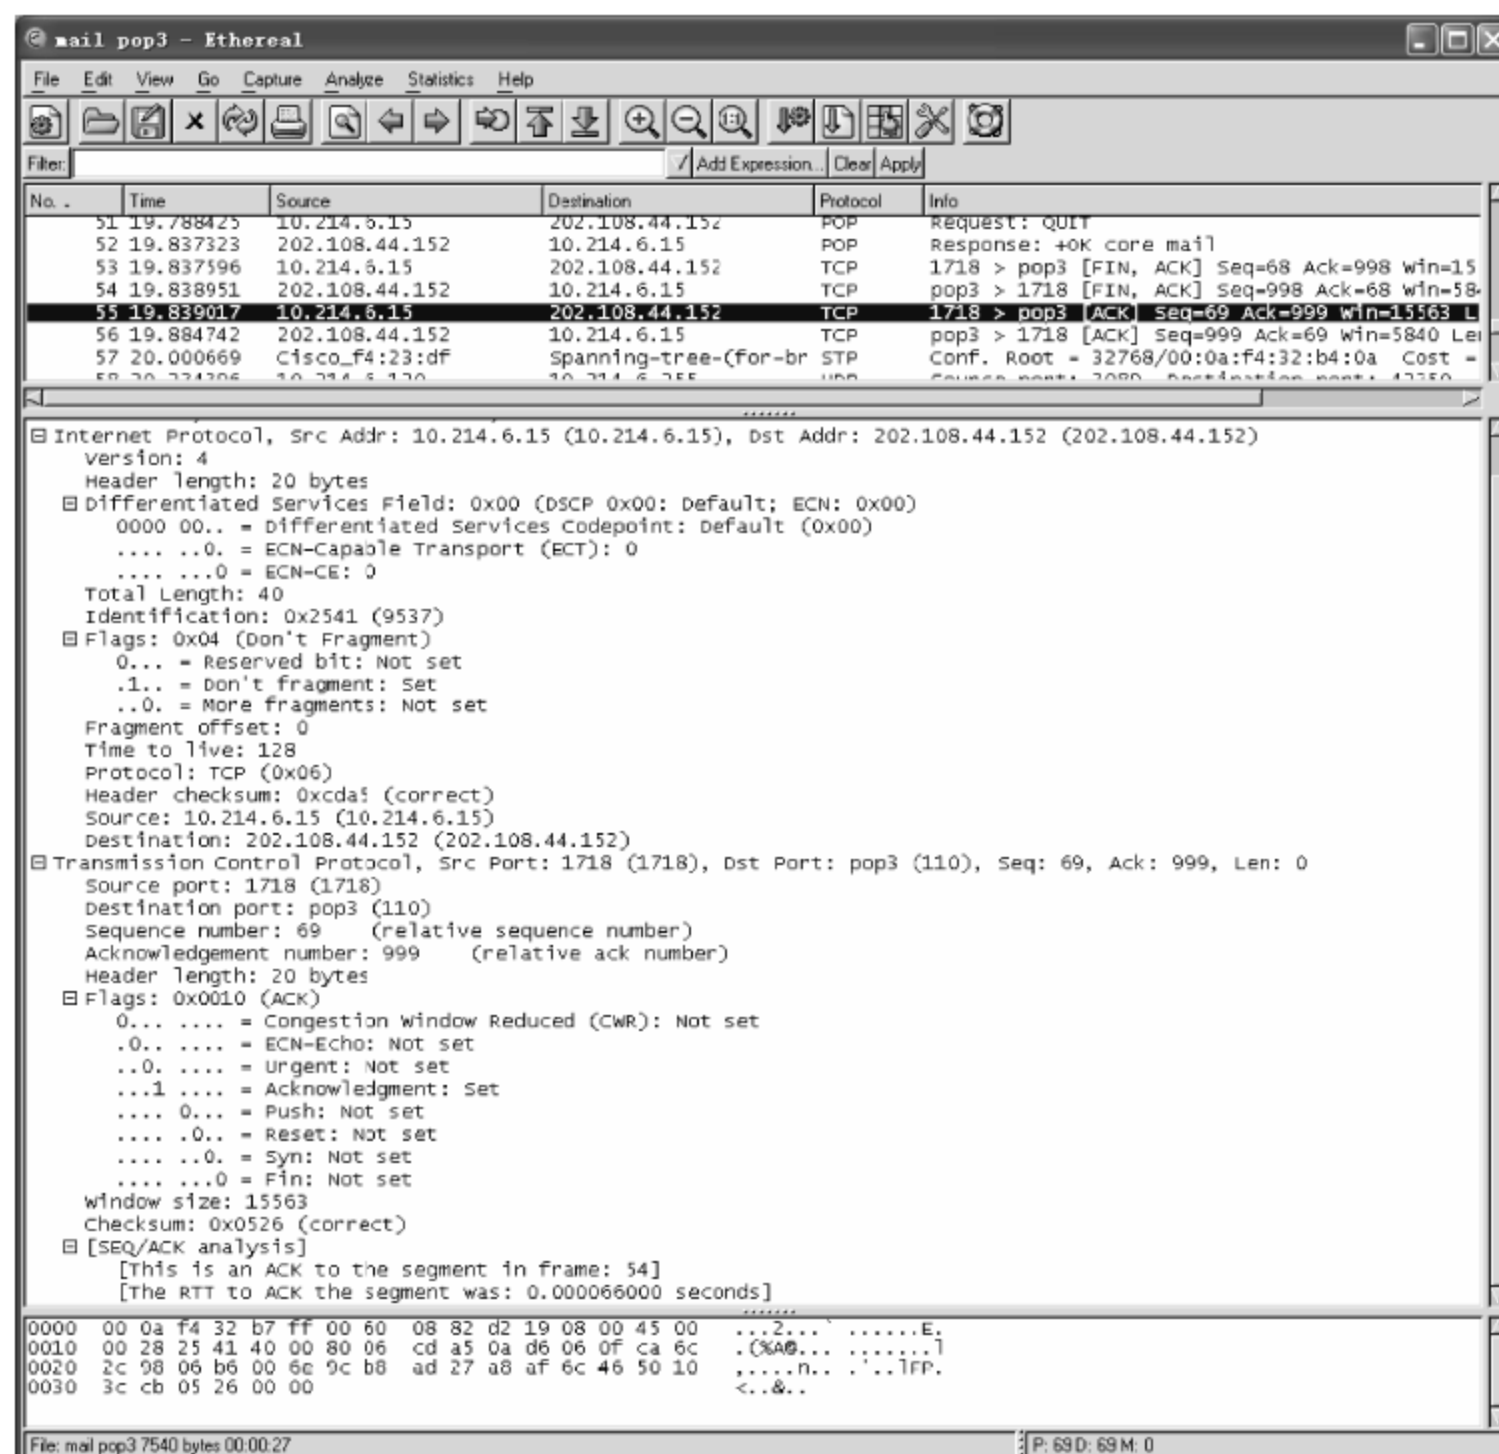 mail pop3 - Ethereal
File Edit View Go Capture Analyze Statistics Help
Filter: Add Expression... Clear Apply
No. . Time Source Destination Protocol Info
51 19.788425 10.214.6.15 202.108.44.152 POP Request: QUIT
52 19.837323 202.108.44.152 10.214.6.15 POP Response: +OK core mail
53 19.837596 10.214.6.15 202.108.44.152 TCP 1718 > pop3 [FIN, ACK] Seq=68 Ack=998 Win=15
54 19.838951 202.108.44.152 10.214.6.15 TCP pop3 > 1718 [FIN, ACK] Seq=998 Ack=68 Win=58
55 19.839017 10.214.6.15 202.108.44.152 TCP 1718 > pop3 [ACK] Seq=69 Ack=999 Win=15563 L
56 19.884742 202.108.44.152 10.214.6.15 TCP pop3 > 1718 [ACK] Seq=999 Ack=69 Win=5840 Le
57 20.000669 Cisco_f4:23:df Spanning-tree-(for-br STP Conf. Root = 32768/00:0a:f4:32:b4:0a Cost =
Internet Protocol, Src Addr: 10.214.6.15 (10.214.6.15), Dst Addr: 202.108.44.152 (202.108.44.152)
Version: 4
Header length: 20 bytes
Differentiated Services Field: 0x00 (DSCP 0x00: Default; ECN: 0x00)
0000 00.. = Differentiated Services Codepoint: Default (0x00)
.... ..0. = ECN-Capable Transport (ECT): 0
.... ...0 = ECN-CE: 0
Total Length: 40
Identification: 0x2541 (9537)
Flags: 0x04 (Don't Fragment)
0... = Reserved bit: Not set
.1.. = Don't fragment: Set
..0. = More fragments: Not set
Fragment offset: 0
Time to live: 128
Protocol: TCP (0x06)
Header checksum: 0xcda5 (correct)
Source: 10.214.6.15 (10.214.6.15)
Destination: 202.108.44.152 (202.108.44.152)
Transmission Control Protocol, Src Port: 1718 (1718), Dst Port: pop3 (110), Seq: 69, Ack: 999, Len: 0
Source port: 1718 (1718)
Destination port: pop3 (110)
Sequence number: 69 (relative sequence number)
Acknowledgement number: 999 (relative ack number)
Header length: 20 bytes
Flags: 0x0010 (ACK)
0... .... = Congestion Window Reduced (CWR): Not set
.0.. .... = ECN-Echo: Not set
..0. .... = Urgent: Not set
...1 .... = Acknowledgment: Set
.... 0... = Push: Not set
.... .0.. = Reset: Not set
.... ..0. = Syn: Not set
.... ...0 = Fin: Not set
Window size: 15563
Checksum: 0x0526 (correct)
[SEQ/ACK analysis]
[This is an ACK to the segment in frame: 54]
[The RTT to ACK the segment was: 0.000066000 seconds]
0000 00 0a f4 32 b7 ff 00 60 08 82 d2 19 08 00 45 00 ...2...` ......E.
0010 00 28 25 41 40 00 80 06 cd a5 0a d6 06 0f ca 6c .(%A@... .......l
0020 2c 98 06 b6 00 6e 9c b8 ad 27 a8 af 6c 46 50 10 ,....n.. .'..lFP.
0030 3c cb 05 26 00 00 <..&..
File: mail pop3 7540 bytes 00:00:27 P: 69 D: 69 M: 0